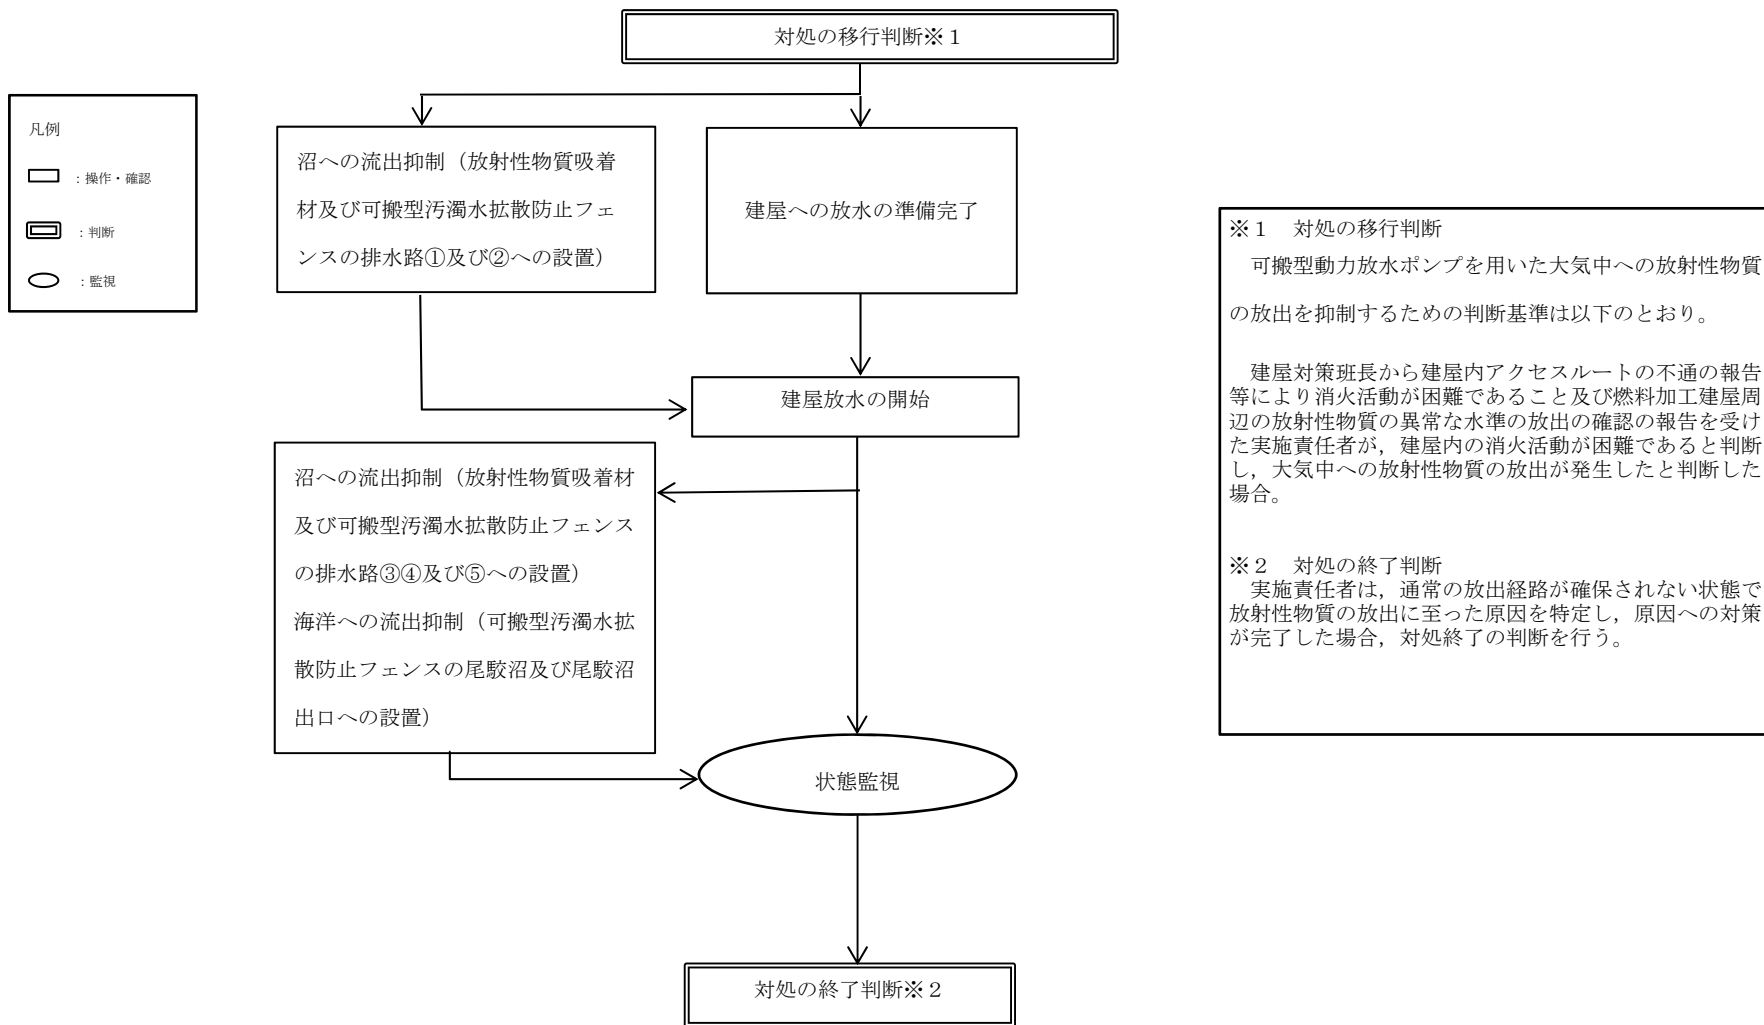 対処の移行判断※１
凡例
：操作・確認
：判断
：監視
沼への流出抑制（放射性物質吸着
材及び可搬型汚濁水拡散防止フェ
ンスの排水路①及び②への設置）
建屋への放水の準備完了
建屋放水の開始
沼への流出抑制（放射性物質吸着材
及び可搬型汚濁水拡散防止フェンス
の排水路③④及び⑤への設置）
海洋への流出抑制（可搬型汚濁水拡
散防止フェンスの尾駮沼及び尾駮沼
出口への設置）
状態監視
対処の終了判断※２
※１　対処の移行判断
可搬型動力放水ポンプを用いた大気中への放射性物質
の放出を抑制するための判断基準は以下のとおり。
建屋対策班長から建屋内アクセスルートの不通の報告
等により消火活動が困難であること及び燃料加工建屋周
辺の放射性物質の異常な水準の放出の確認の報告を受け
た実施責任者が，建屋内の消火活動が困難であると判断
し，大気中への放射性物質の放出が発生したと判断した
場合。
※２　対処の終了判断
実施責任者は，通常の放出経路が確保されない状態で
放射性物質の放出に至った原因を特定し，原因への対策
が完了した場合，対処終了の判断を行う。